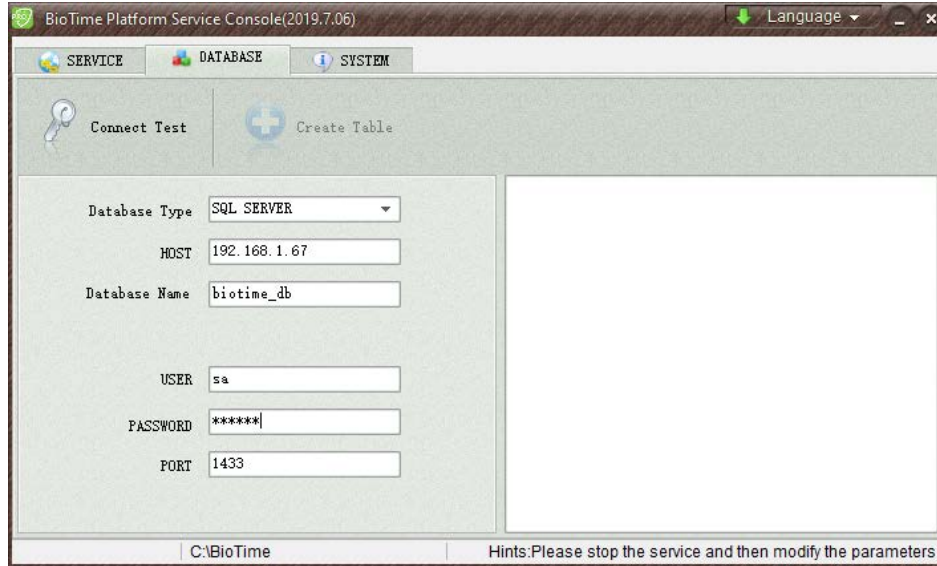 BioTime Platform Service Console(2019.7.06)
Language
SERVICE
DATABASE
SYSTEM
Connect Test
Create Table
Database Type SQL SERVER
HOST 192.168.1.67
Database Name biotime_db
USER sa
PASSWORD ******
PORT 1433
C:\BioTime
Hints:Please stop the service and then modify the parameters